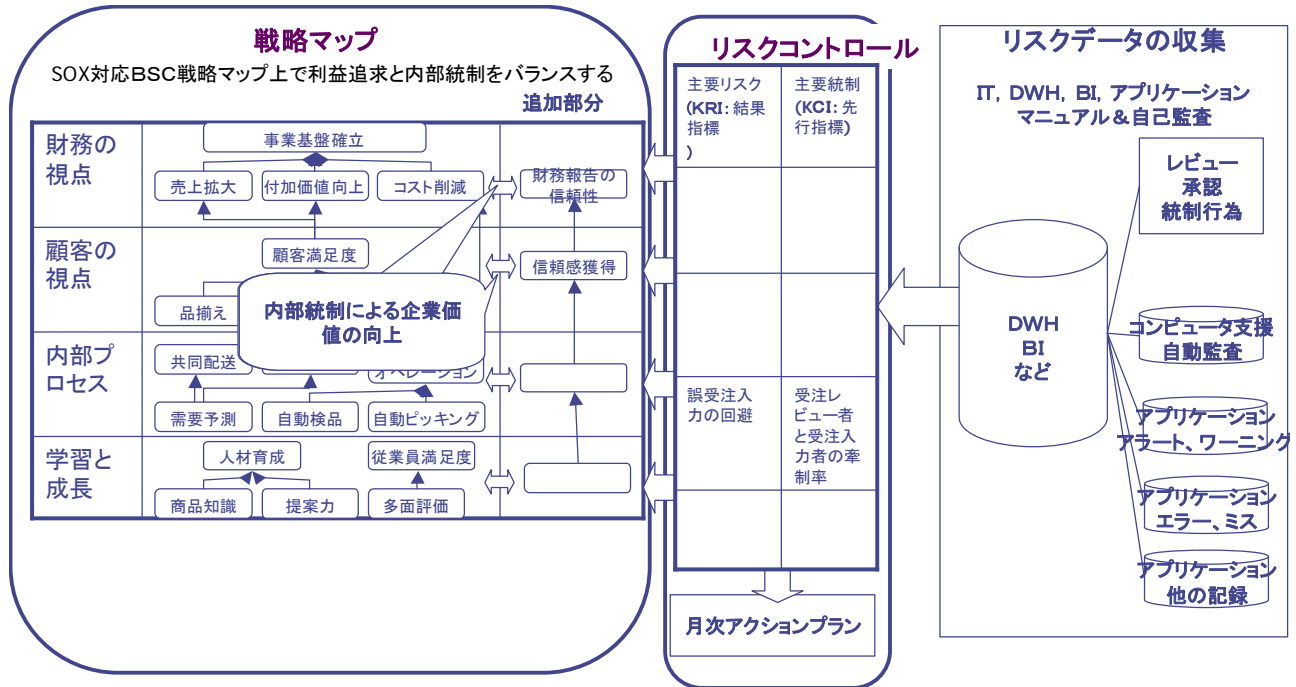 戦略マップ
SOX対応BSC戦略マップ上で利益追求と内部統制をバランスする
追加部分
財務の
視点
事業基盤確立
売上拡大
付加価値向上
コスト削減
財務報告の
信頼性
顧客の
視点
顧客満足度
信頼感獲得
品揃え
内部統制による企業価
値の向上
内部プ
ロセス
共同配送
オペレーション
需要予測
自動検品
自動ピッキング
学習と
成長
人材育成
従業員満足度
商品知識
提案力
多面評価
リスクコントロール
主要リスク
(KRI:結果
指標
)
主要統制
(KCI:先
行指標)
誤受注入
力の回避
受注レ
ビュー者
と受注入
力者の牽
制率
月次アクションプラン
リスクデータの収集
IT, DWH, BI, アプリケーション
マニュアル&自己監査
レビュー
承認
統制行為
DWH
BI
など
コンピュータ支援
自動監査
アプリケーション
アラート、ワーニング
アプリケーション
エラー、ミス
アプリケーション
他の記録